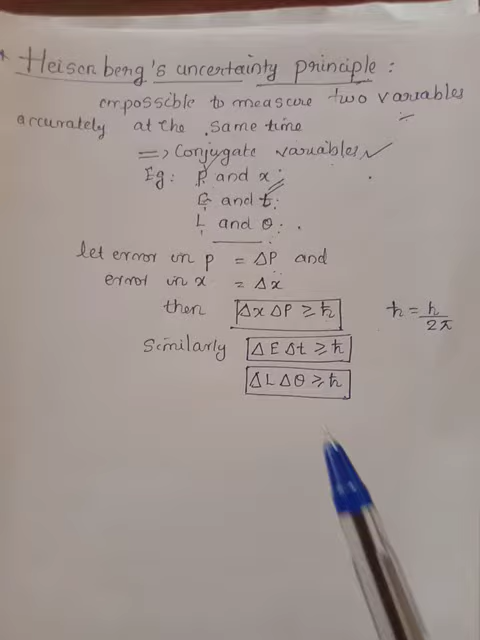 * Heisenberg's uncertainty principle :
impossible to measure two variables
accurately at the same time
=> Conjugate variables ✓
Eg: P and x ;
E and t ;
L and θ ; .
let error in p = ΔP and
error in x = Δx
then Δx ΔP ≥ ħ ħ = h/2π
Similarly ΔE Δt ≥ ħ
ΔL Δθ ≥ ħ